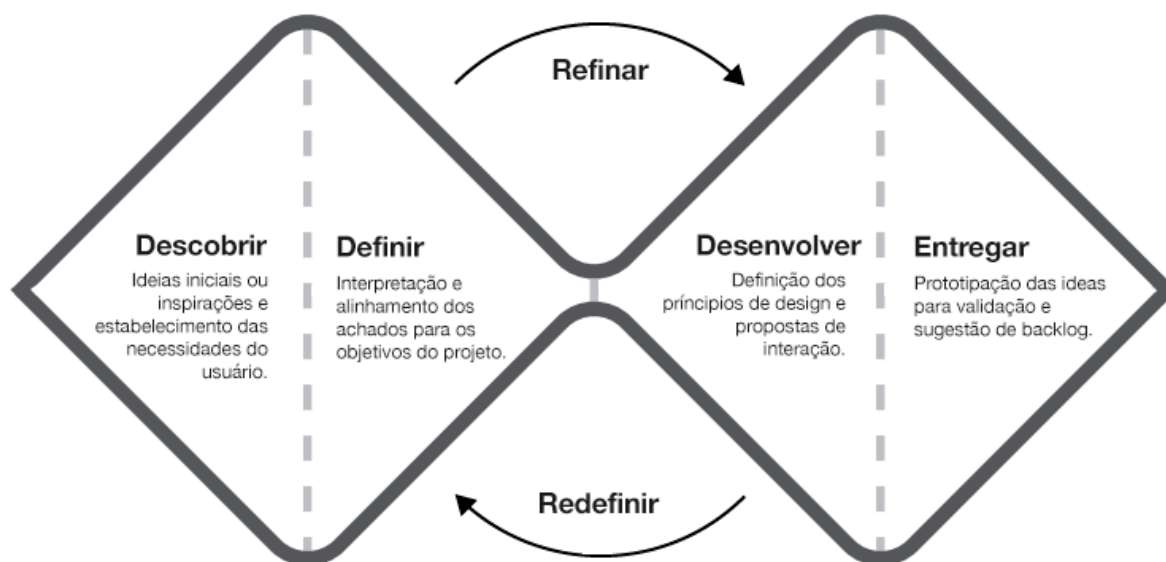 Refinar
Descobrir
Ideias iniciais ou
inspirações e
estabelecimento das
necessidades do
usuário.
Definir
Interpretação e
alinhamento dos
achados para os
objetivos do projeto.
Desenvolver
Definição dos
príncipios de design e
propostas de
interação.
Entregar
Prototipação das ideias
para validação e
sugestão de backlog.
Redefinir